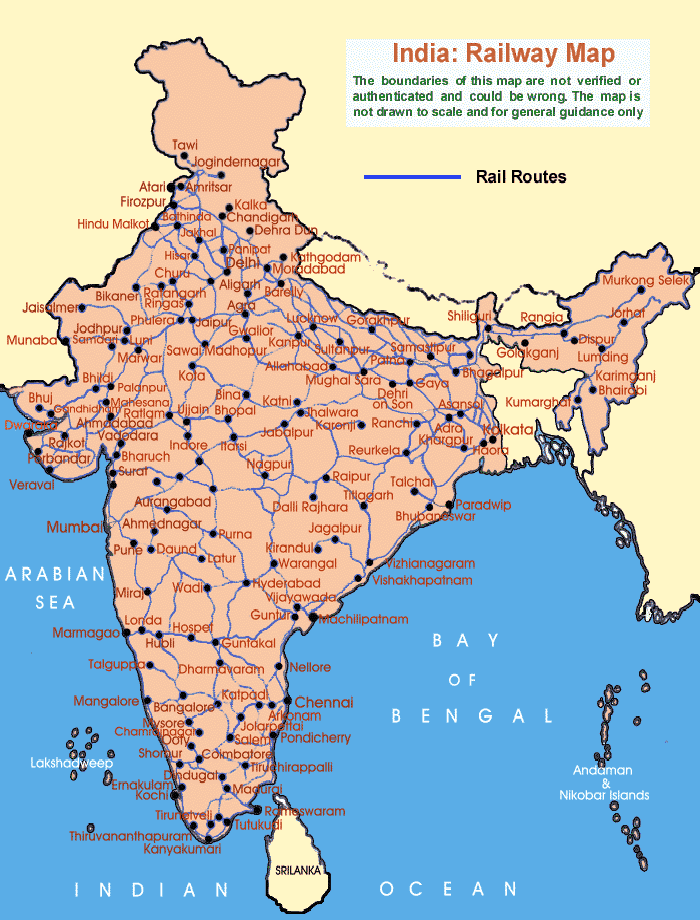 India: Railway Map
The boundaries of this map are not verified or
authenticated and could be wrong. The map is
not drawn to scale and for general guidance only
Rail Routes
Tawi
Jogindernagar
Atari
Amritsar
Firozpur
Kalka
Bathinda
Chandigarh
Hindu Malkot
Jakhal
Dehra Dun
Panipat
Hisar
Delhi
Kathgodam
Moradabad
Churu
Aligarh
Bareily
Bikaner
Ratangarh
Ringas
Agra
Murkong Selek
Jaisalmer
Phulera
Jaipur
Lucknow
Gorakhpur
Shiliguri
Rangia
Jorhat
Jodhpur
Gwalior
Munabao
Samdari
Luni
Kanpur
Sultanpur
Samastipur
Dispur
Marwar
Sawai Madhopur
Patna
Golakganj
Lumding
Kota
Allahabad
Bhagalpur
Karimganj
Bhildi
Palanpur
Mughal Sarai
Gaya
Bhairabi
Bhuj
Mahesana
Bina
Katni
Dehri
on Son
Asansol
Kumarghat
Gandhidham
Ratlam
Ujjain
Bhopal
Jhalwara
Dwarka
Ahmadabad
Jabalpur
Karonji
Ranchi
Adra
Kolkata
Rajkot
Vadodara
Indore
Itarsi
Khargpur
Haora
Porbandar
Bharuch
Reurkela
Veravai
Surat
Nagpur
Raipur
Talchar
Aurangabad
Dalli Rajhara
Titlagarh
Paradwip
Bhubaneswar
Mumbai
Ahmednagar
Purna
Jagalpur
Pune
Daund
Kirandul
Latur
Warangal
Vizhianagaram
ARABIAN
SEA
Vishakhapatnam
Miraj
Wadi
Hyderabad
Vijayawada
Londa
Guntur
Machilipatnam
Marmagao
Hospet
Hubli
Guntakal
BAY
OF
BENGAL
Talguppa
Dharmavaram
Nellore
Mangalore
Bangalore
Katpadi
Chennai
Arkonam
Mysore
Jolarpettai
Chamrajnagar
Ooty
Salem
Pondicherry
Shorpur
Coimbatore
Lakshadweep
Tiruchirappalli
Dindugal
Andaman
&
Nikobar Islands
Ernakulam
Kochi
Madurai
Rameswaram
Tirunelveli
Tutukudi
Thiruvananthapuram
Kanyakumari
SRILANKA
INDIAN OCEAN